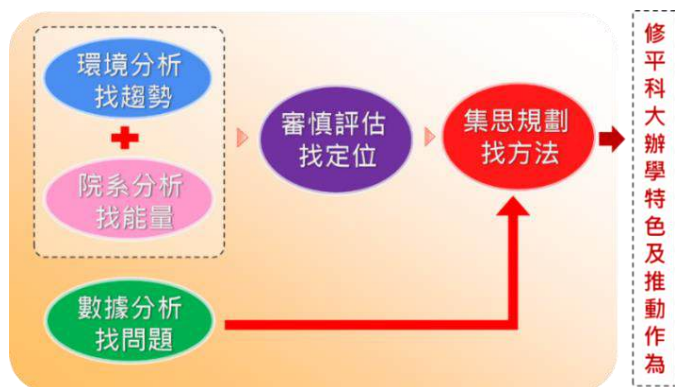 環境分析
找趨勢
院系分析
找能量
數據分析
找問題
審慎評估
找定位
集思規劃
找方法
修平科大辦學特色及推動作為